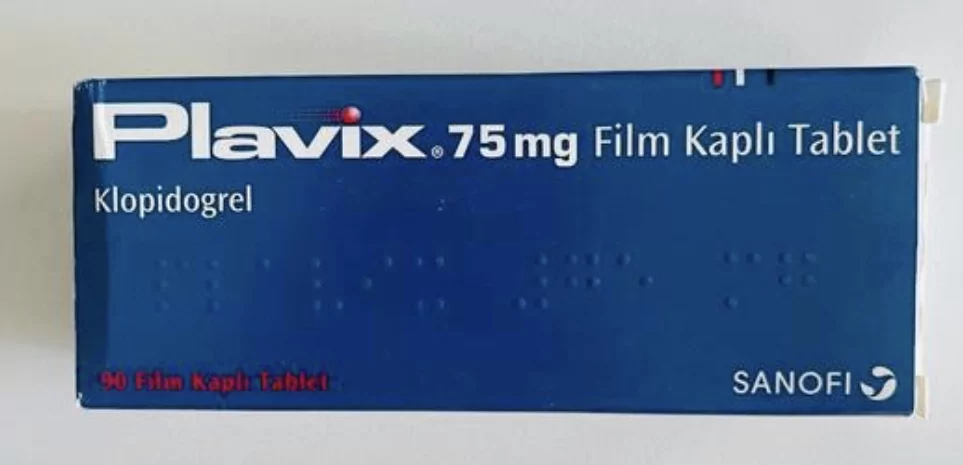 Plavix® 75 mg Film Kaplı Tablet
Klopidogrel
90 Film Kaplı Tablet
SANOFI